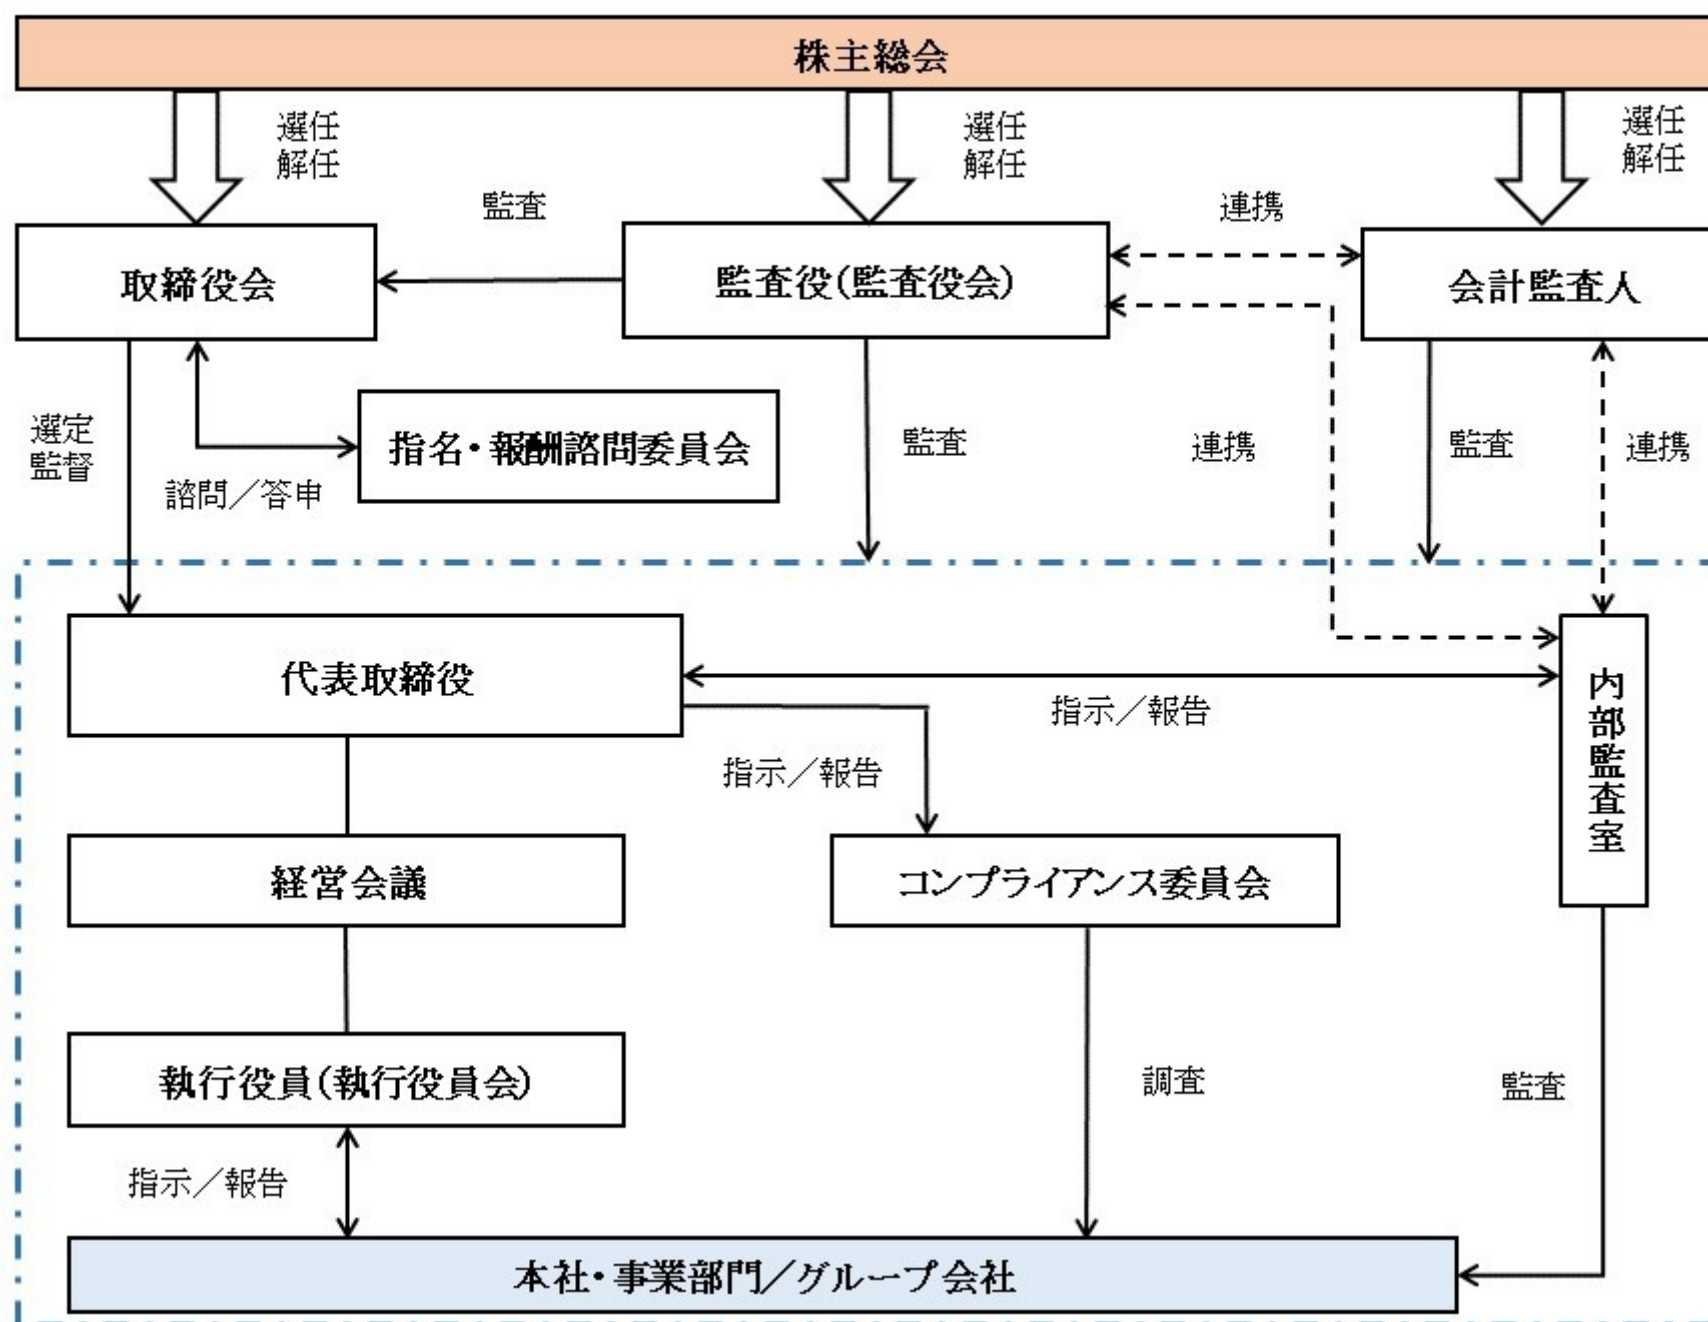 株主総会
選任
解任
選任
解任
選任
解任
監査
連携
取締役会
監査役(監査役会)
会計監査人
選定
監督
指名・報酬諮問委員会
諮問／答申
監査
連携
監査
連携
代表取締役
指示／報告
内部監査室
指示／報告
経営会議
コンプライアンス委員会
執行役員(執行役員会)
調査
監査
指示／報告
本社・事業部門／グループ会社